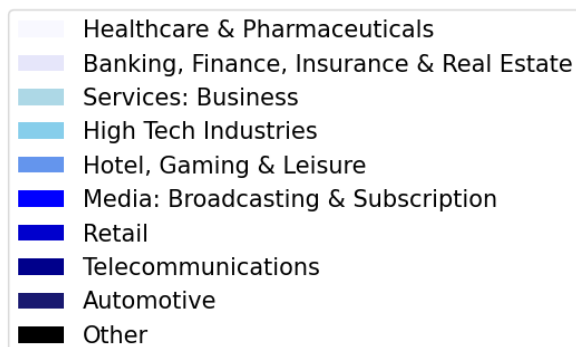 Healthcare & Pharmaceuticals
Banking, Finance, Insurance & Real Estate
Services: Business
High Tech Industries
Hotel, Gaming & Leisure
Media: Broadcasting & Subscription
Retail
Telecommunications
Automotive
Other